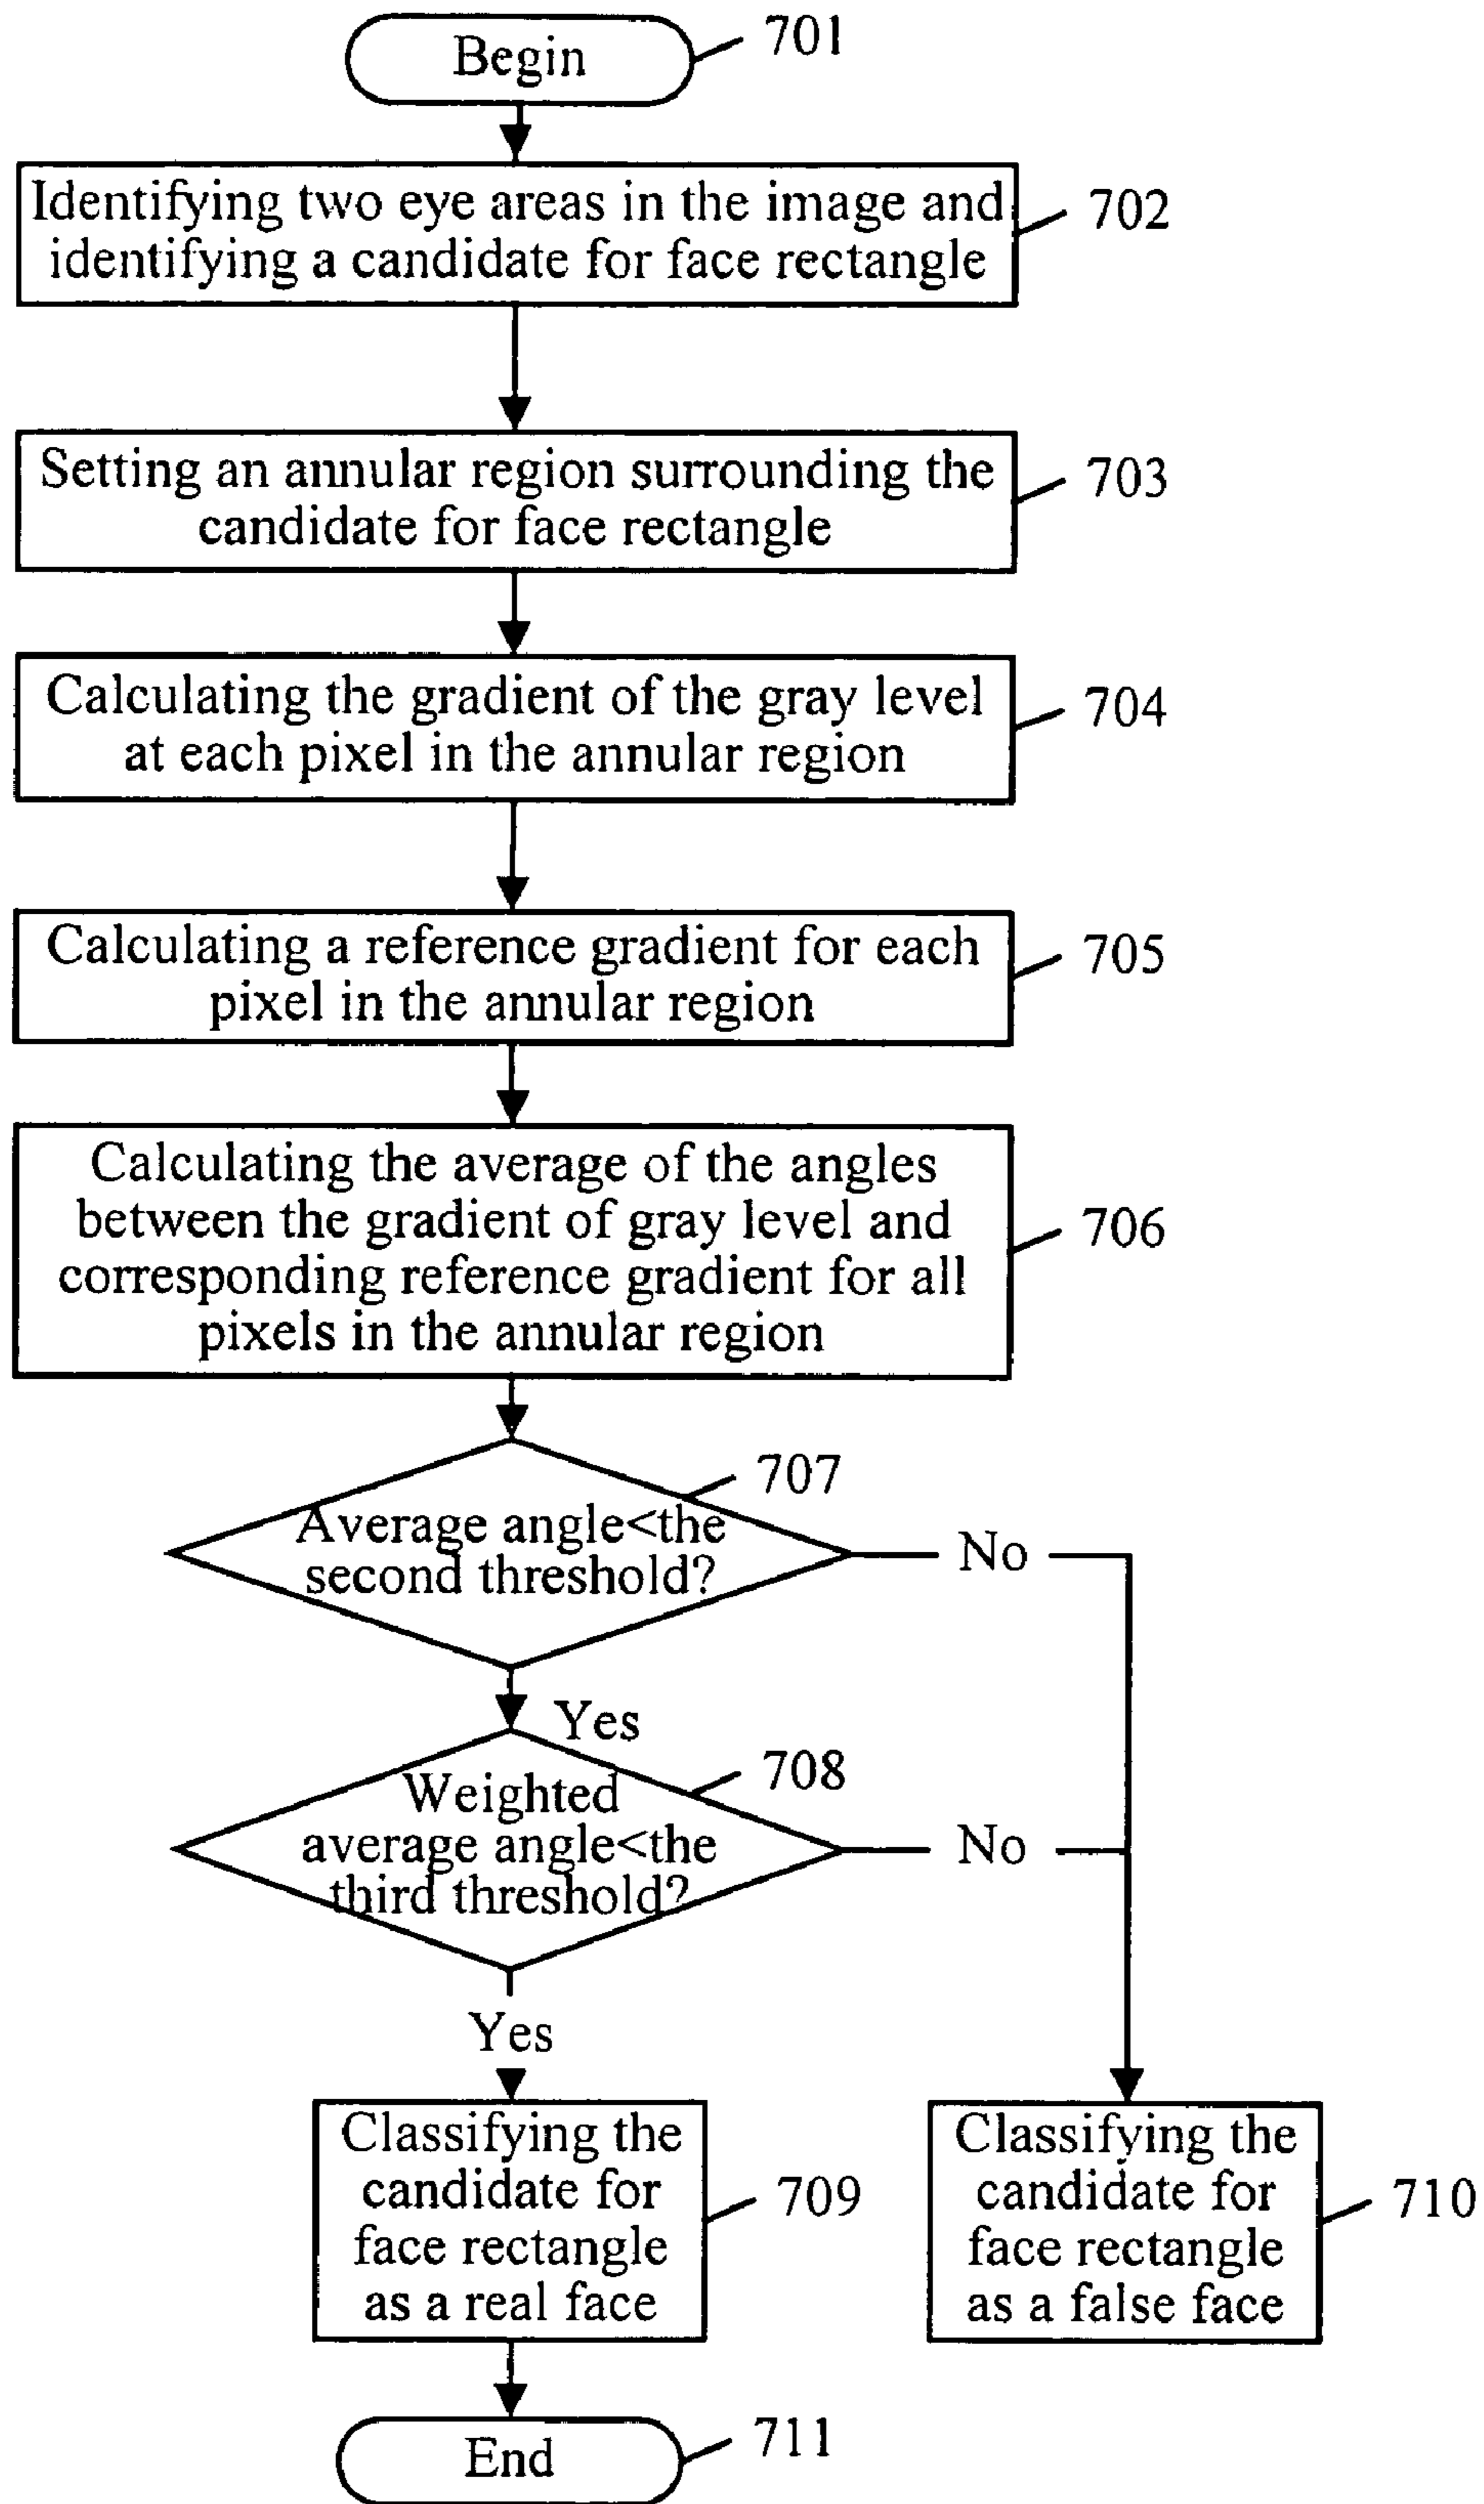 Begin
701
Identifying two eye areas in the image and
identifying a candidate for face rectangle
702
Setting an annular region surrounding the
candidate for face rectangle
703
Calculating the gradient of the gray level
at each pixel in the annular region
704
Calculating a reference gradient for each
pixel in the annular region
705
Calculating the average of the angles
between the gradient of gray level and
corresponding reference gradient for all
pixels in the annular region
706
707
Average angle<the
second threshold?
No
Yes
708
Weighted
average angle<the
third threshold?
No
Yes
Classifying the
candidate for
face rectangle
as a real face
709
Classifying the
candidate for
face rectangle
as a false face
710
End
711